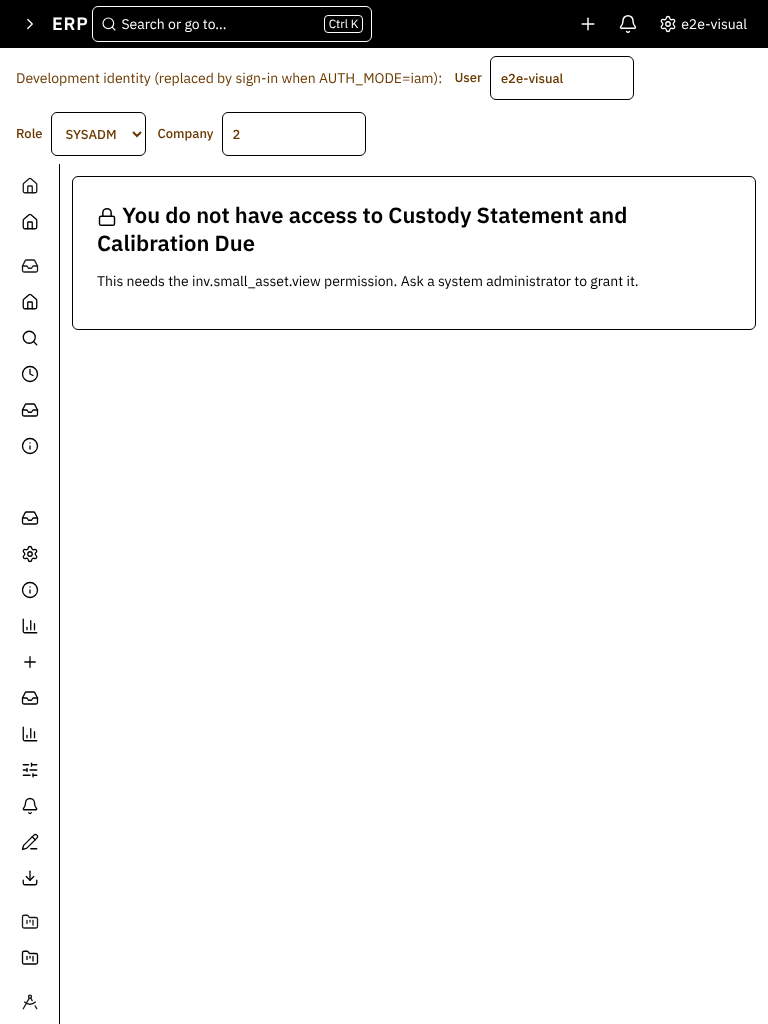 ERP
Search or go to...
Ctrl K
e2e-visual
Development identity (replaced by sign-in when AUTH_MODE=iam):
User
e2e-visual
Role
SYSADM
Company
2
You do not have access to Custody Statement and
Calibration Due
This needs the inv.small_asset.view permission. Ask a system administrator to grant it.